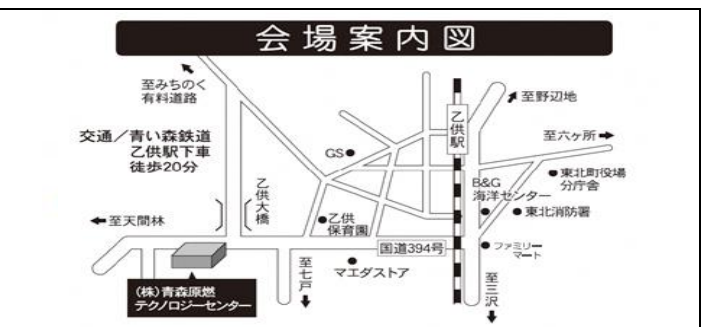 会場案内図
至みちのく
有料道路
至野辺地
乙供駅
交通／青い森鉄道
乙供駅下車
徒歩20分
至六ヶ所
GS
東北町役場
分庁舎
B&G
海洋センター
乙供大橋
東北消防署
乙供
保育園
至天間林
国道394号
ファミリー
マート
至七戸
マエダストア
至三沢
(株)青森原燃
テクノロジーセンター